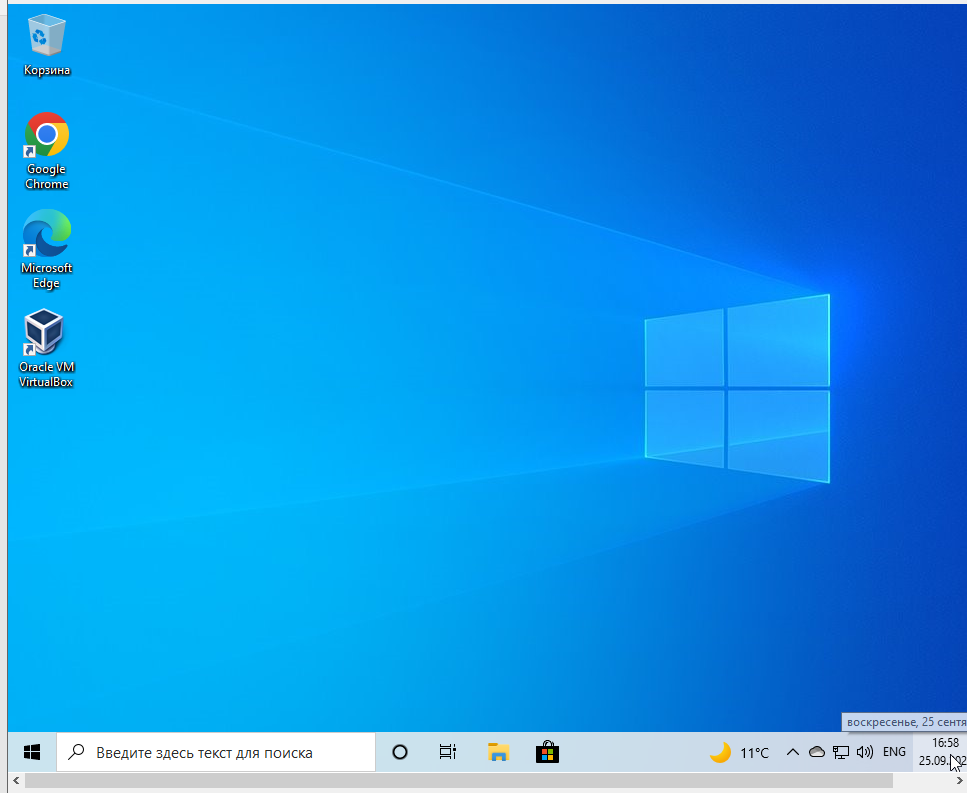 Корзина
Google
Chrome
Microsoft
Edge
Oracle VM
VirtualBox
воскресенье, 25 сентя
Введите здесь текст для поиска
11°C
ENG
16:58
25.09.